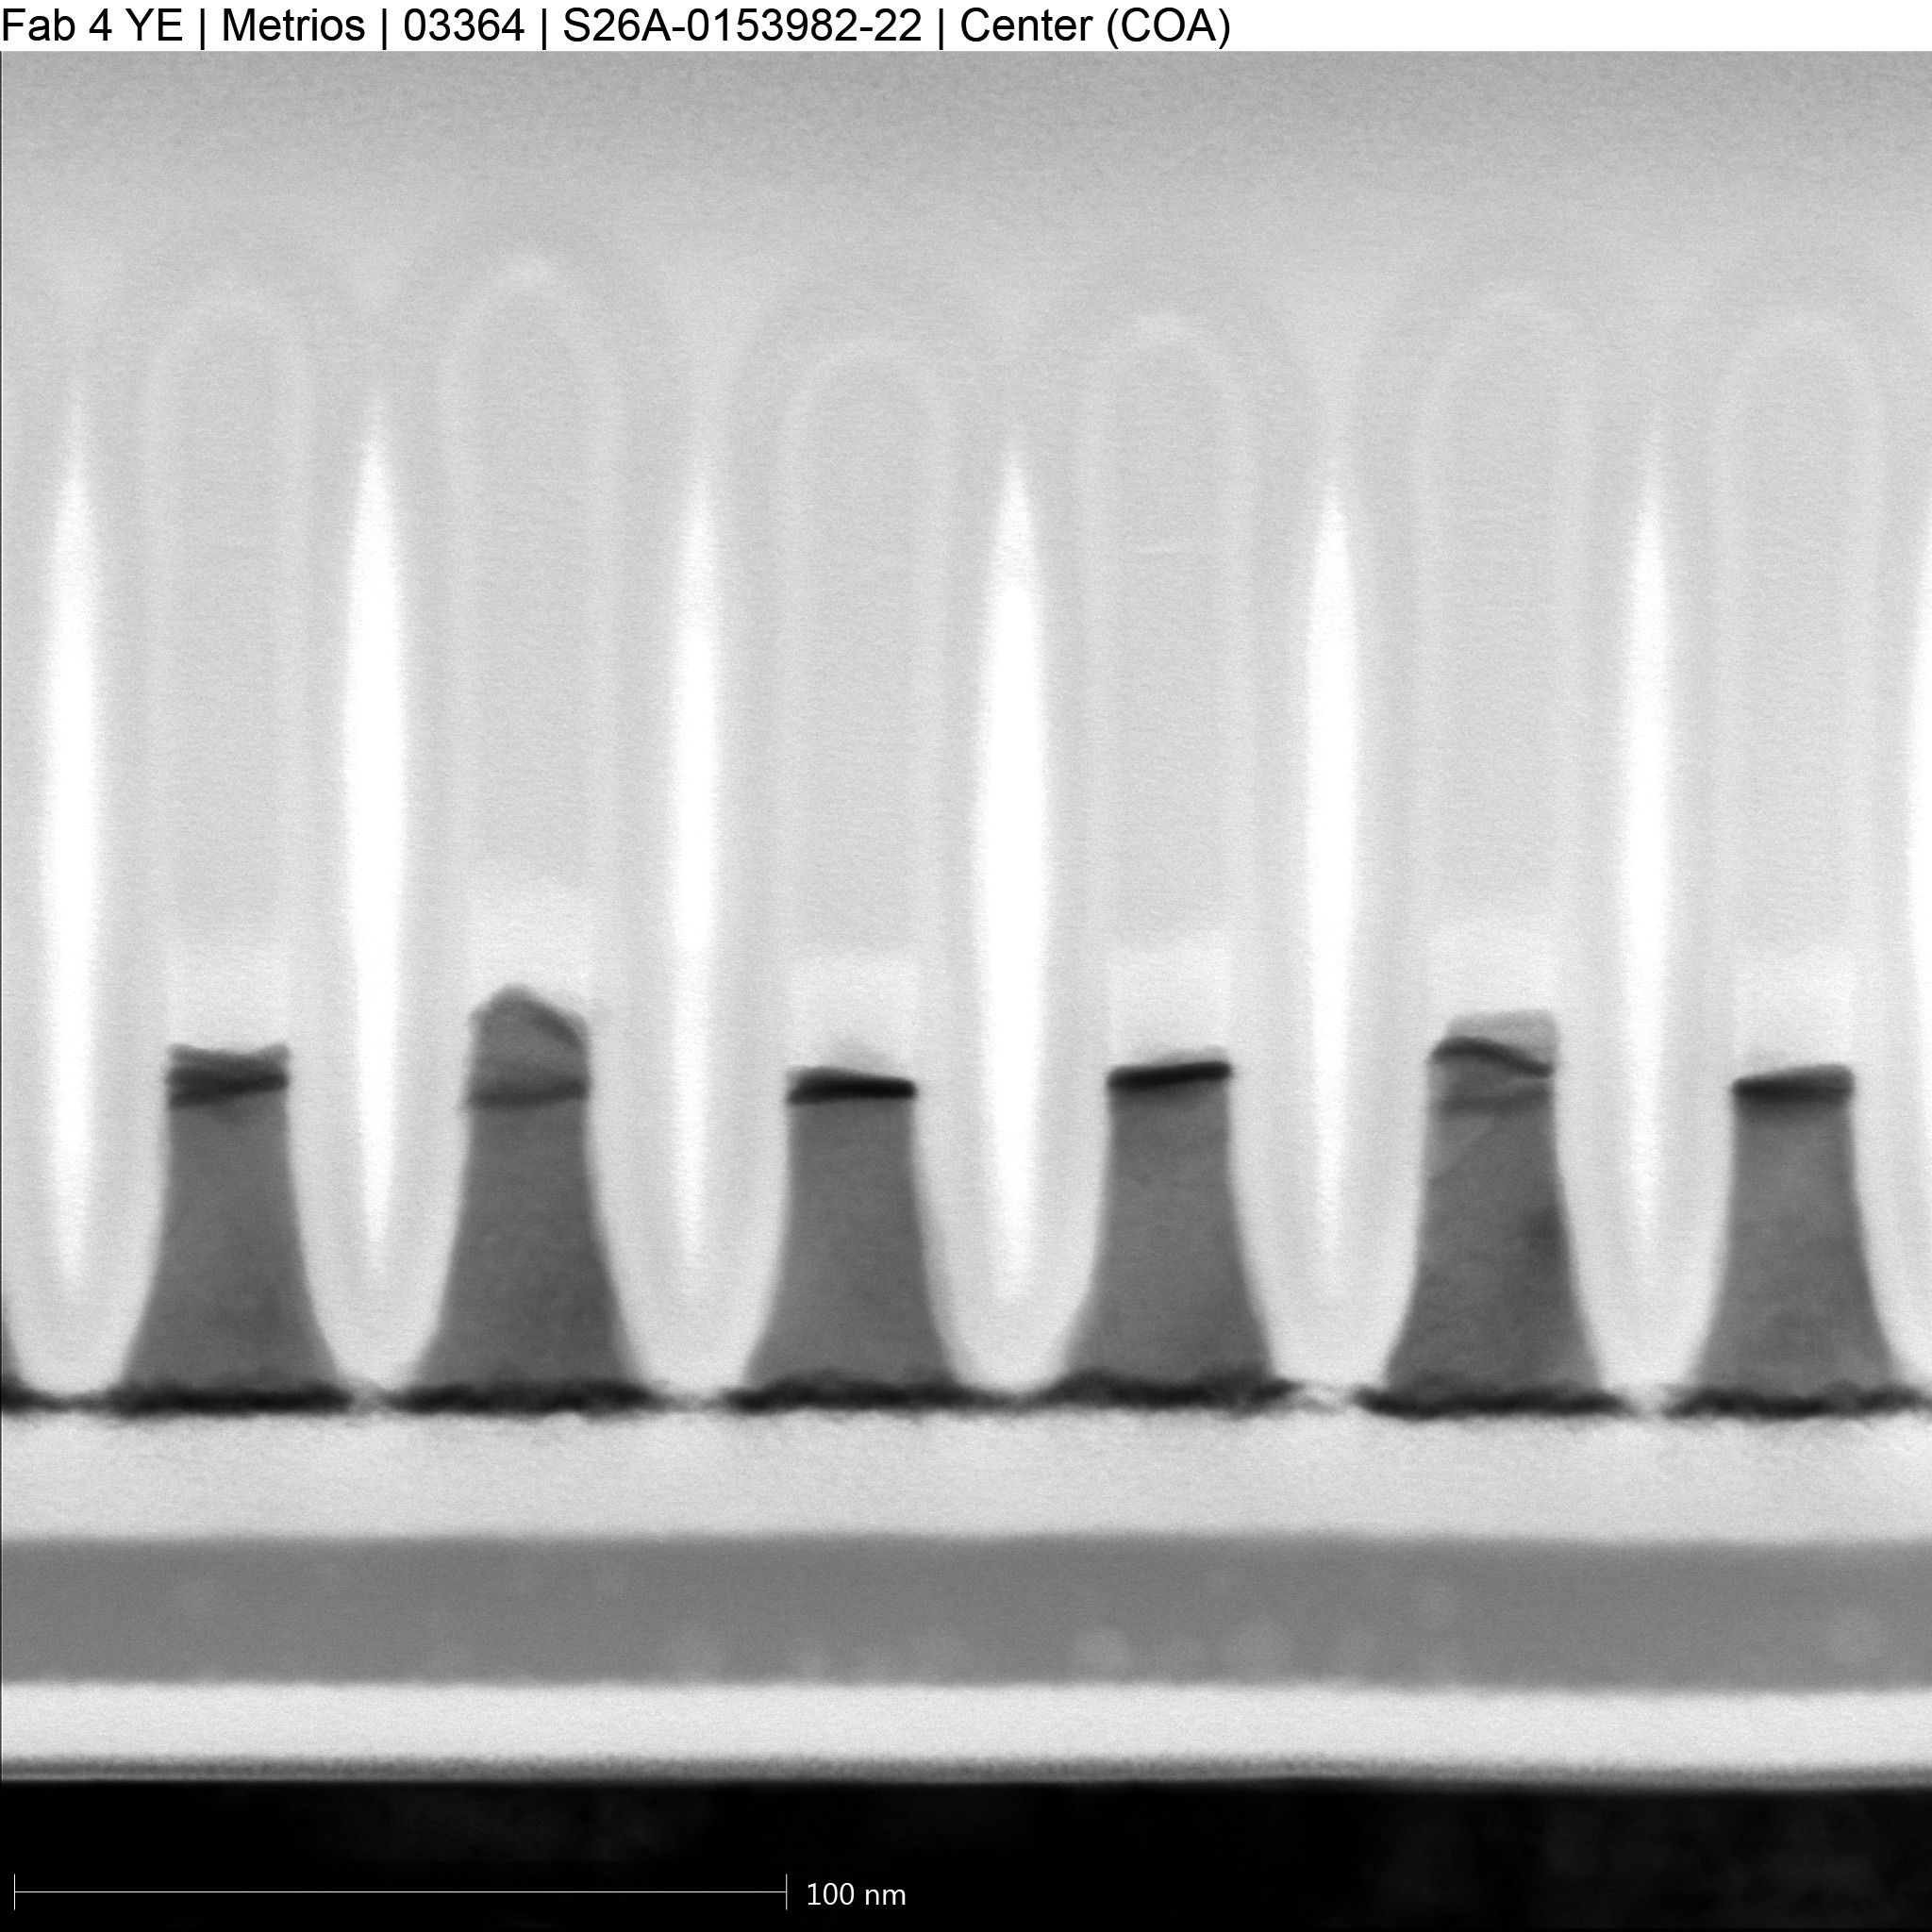 Fab 4 YE | Metrios | 03364 | S26A-0153982-22 | Center (COA)
100 nm